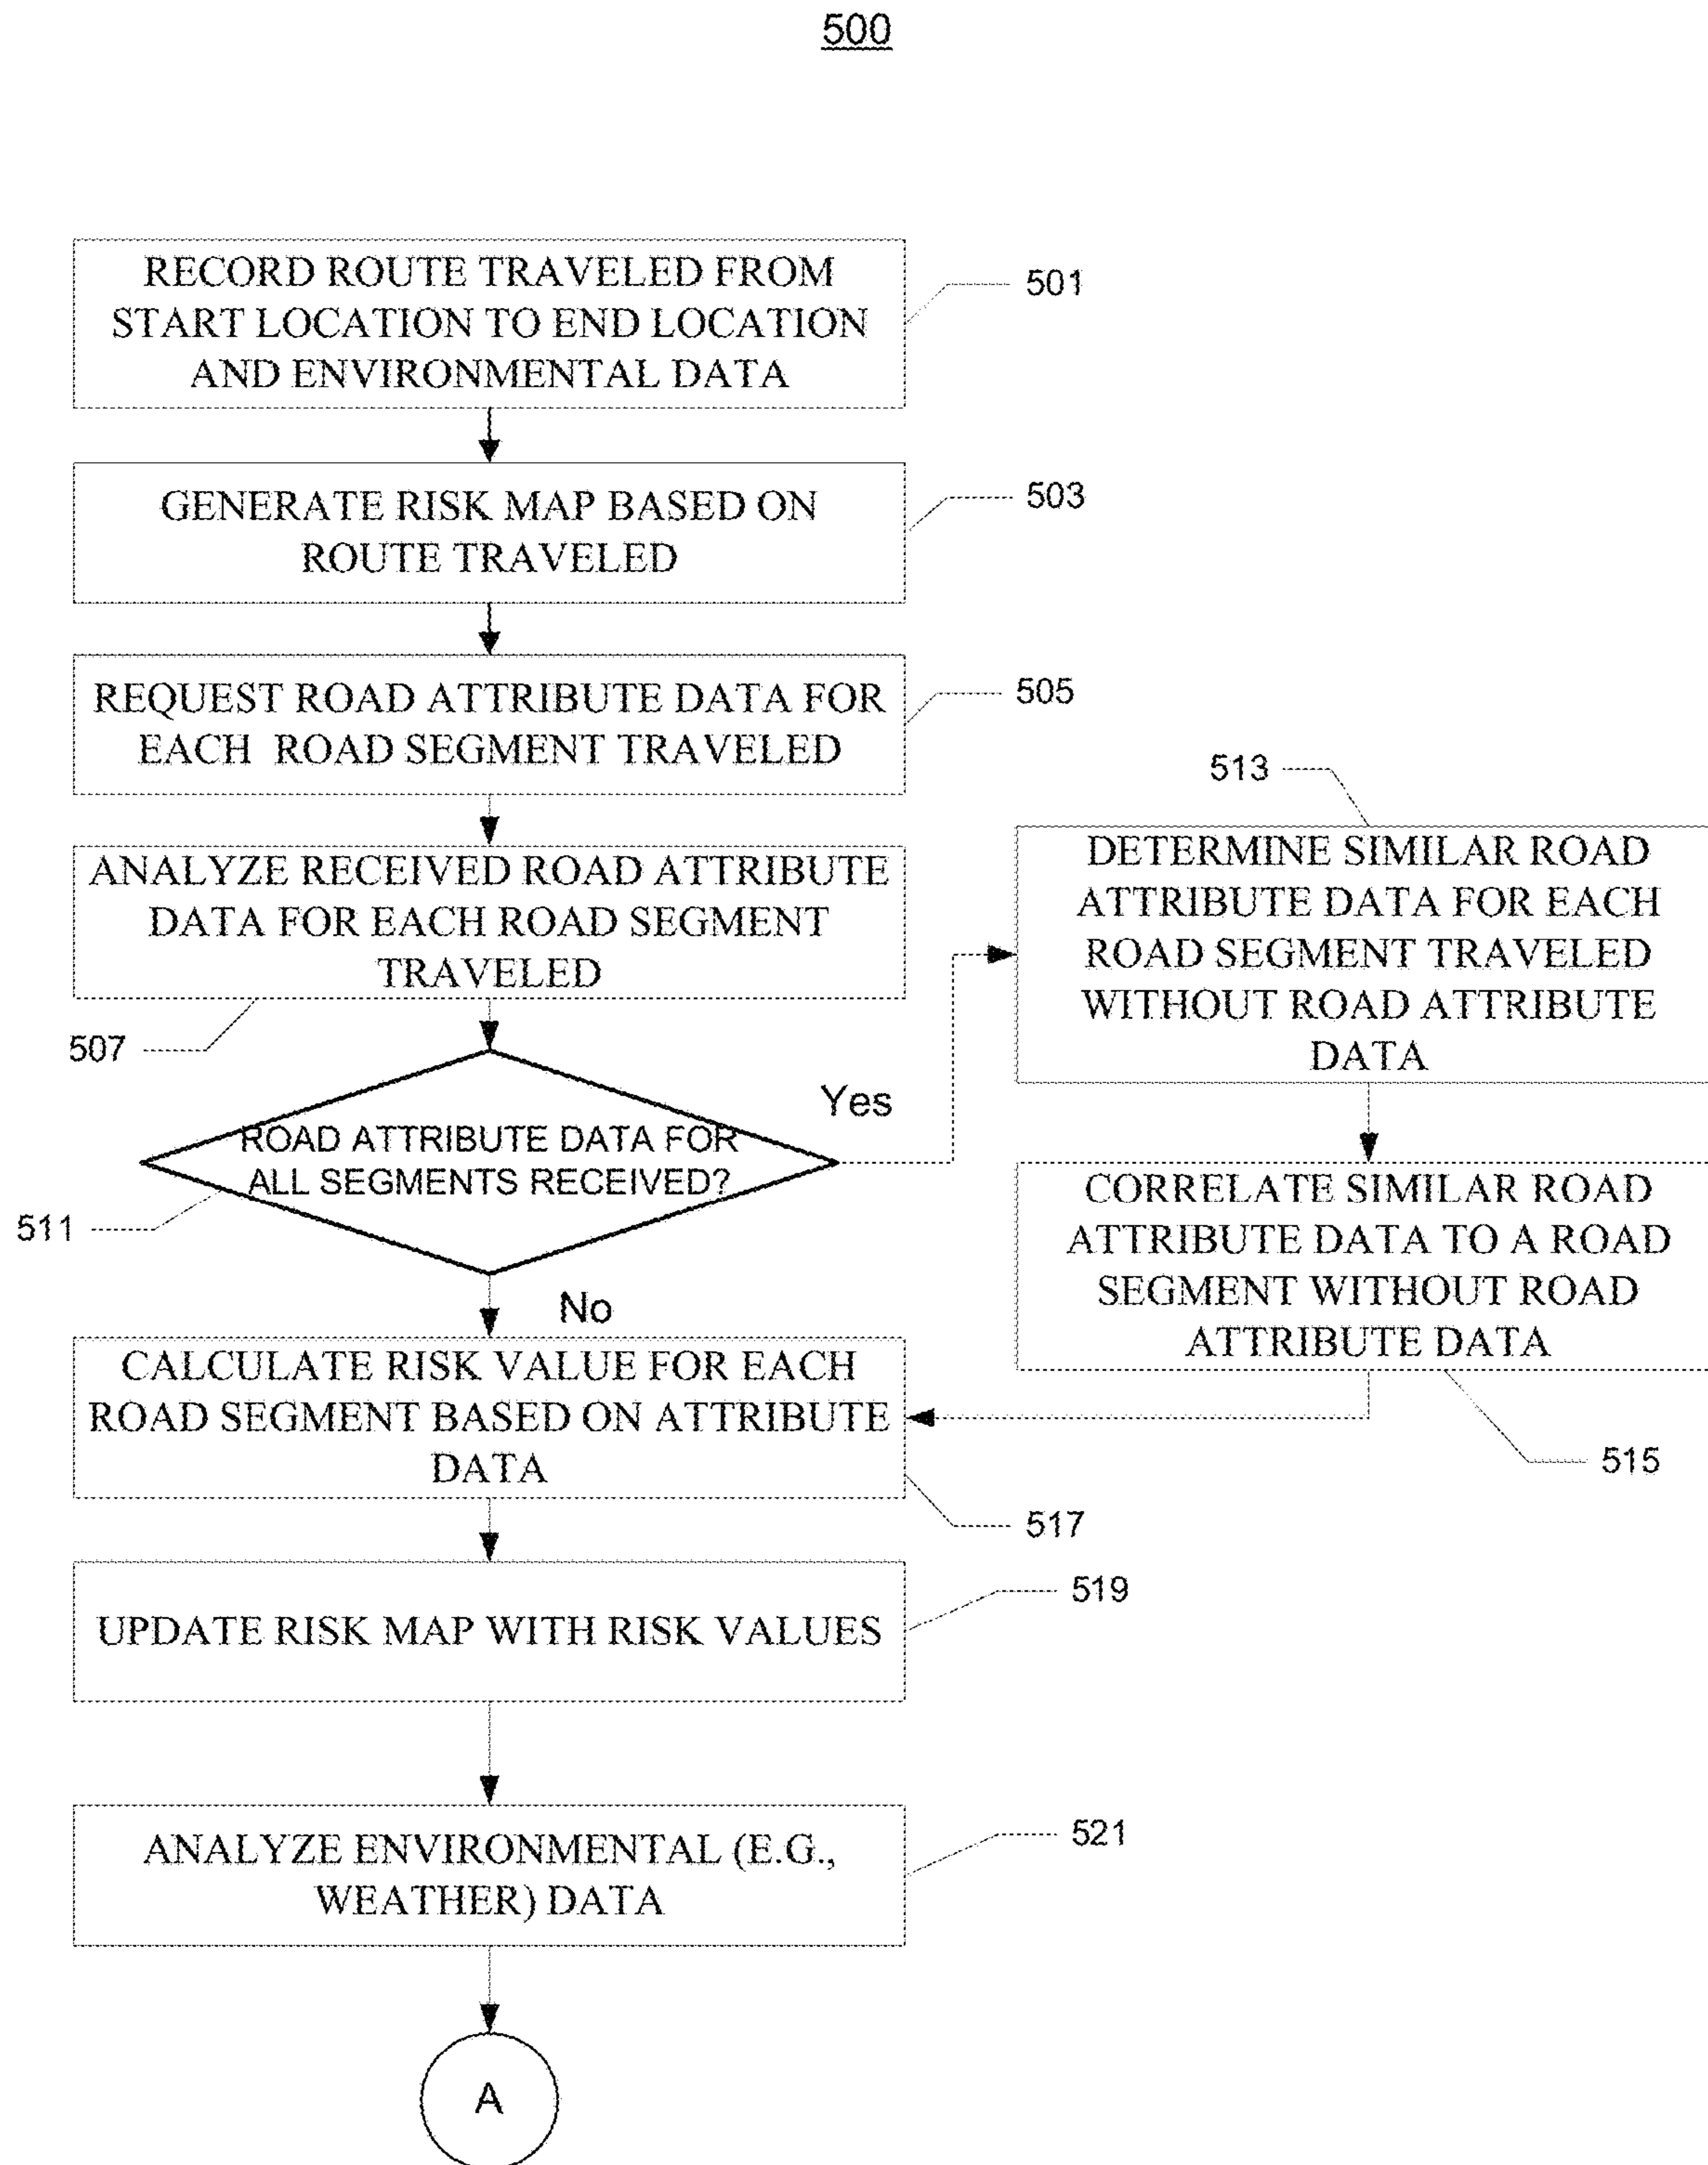 500
RECORD ROUTE TRAVELED FROM
START LOCATION TO END LOCATION
AND ENVIRONMENTAL DATA
501
GENERATE RISK MAP BASED ON
ROUTE TRAVELED
503
REQUEST ROAD ATTRIBUTE DATA FOR
EACH ROAD SEGMENT TRAVELED
505
ANALYZE RECEIVED ROAD ATTRIBUTE
DATA FOR EACH ROAD SEGMENT
TRAVELED
507
ROAD ATTRIBUTE DATA FOR
ALL SEGMENTS RECEIVED?
511
Yes
No
513
DETERMINE SIMILAR ROAD
ATTRIBUTE DATA FOR EACH
ROAD SEGMENT TRAVELED
WITHOUT ROAD ATTRIBUTE
DATA
CORRELATE SIMILAR ROAD
ATTRIBUTE DATA TO A ROAD
SEGMENT WITHOUT ROAD
ATTRIBUTE DATA
515
CALCULATE RISK VALUE FOR EACH
ROAD SEGMENT BASED ON ATTRIBUTE
DATA
517
UPDATE RISK MAP WITH RISK VALUES
519
ANALYZE ENVIRONMENTAL (E.G.,
WEATHER) DATA
521
A